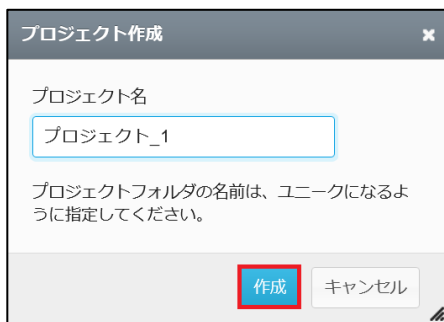 プロジェクト作成
プロジェクト名
プロジェクト_1
プロジェクトフォルダの名前は、ユニークになるよ
うに指定してください。
作成 キャンセル